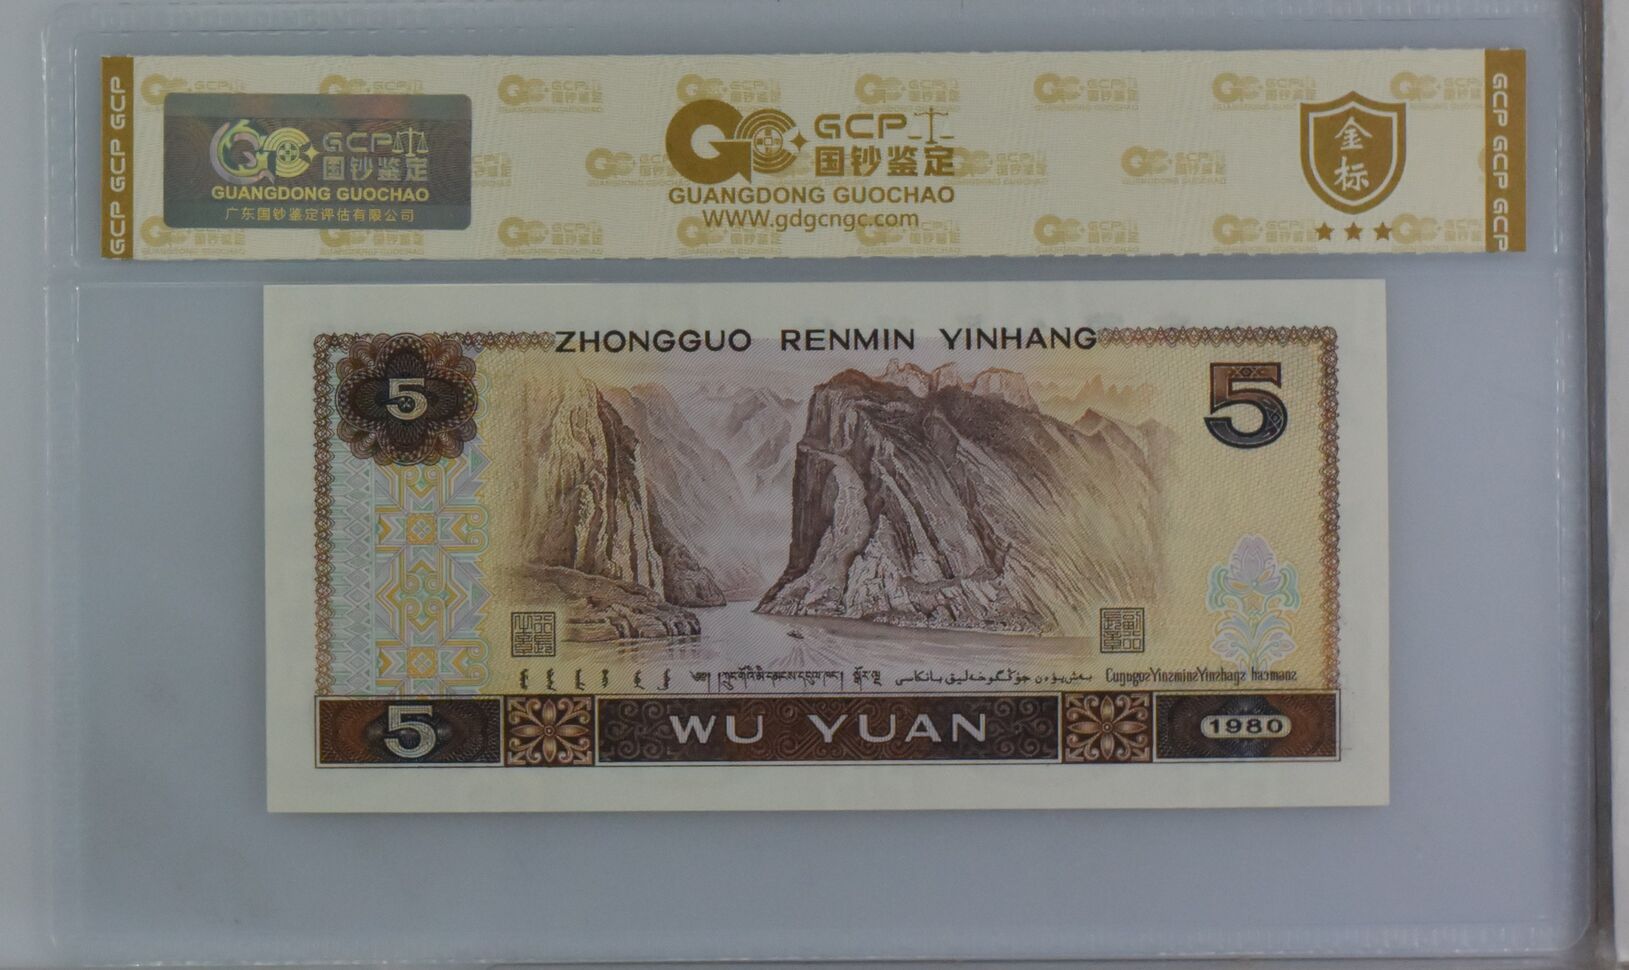 GCP GCP GCP
GCP 国钞鉴定
GUANGDONG GUOCHAO
广东国钞鉴定评估有限公司
GCP
国钞鉴定
GUANGDONG GUOCHAO
WWW.gdgcngc.com
金
标
GCP GCP GCP
ZHONGGUO RENMIN YINHANG
5
5
CuŋƨguƨYinƨminƨYinƨhaŋƨ
5
WU YUAN
1980